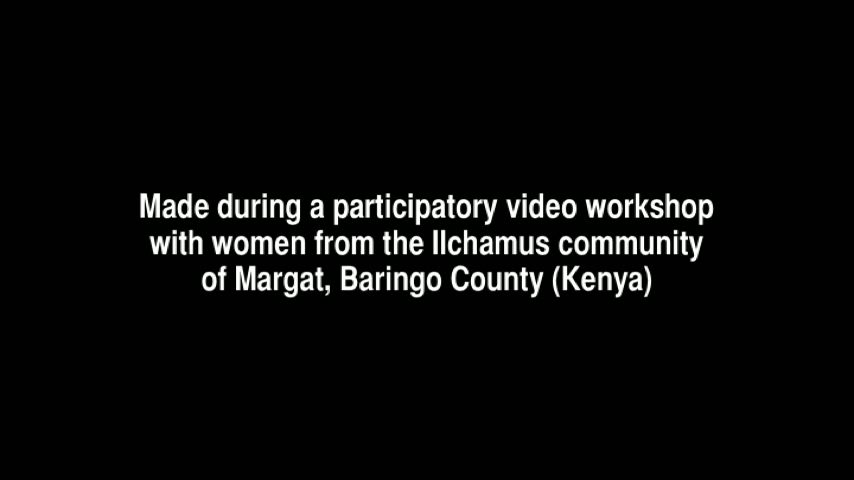 Made during a participatory video workshop
with women from the Ilchamus community
of Margat, Baringo County (Kenya)